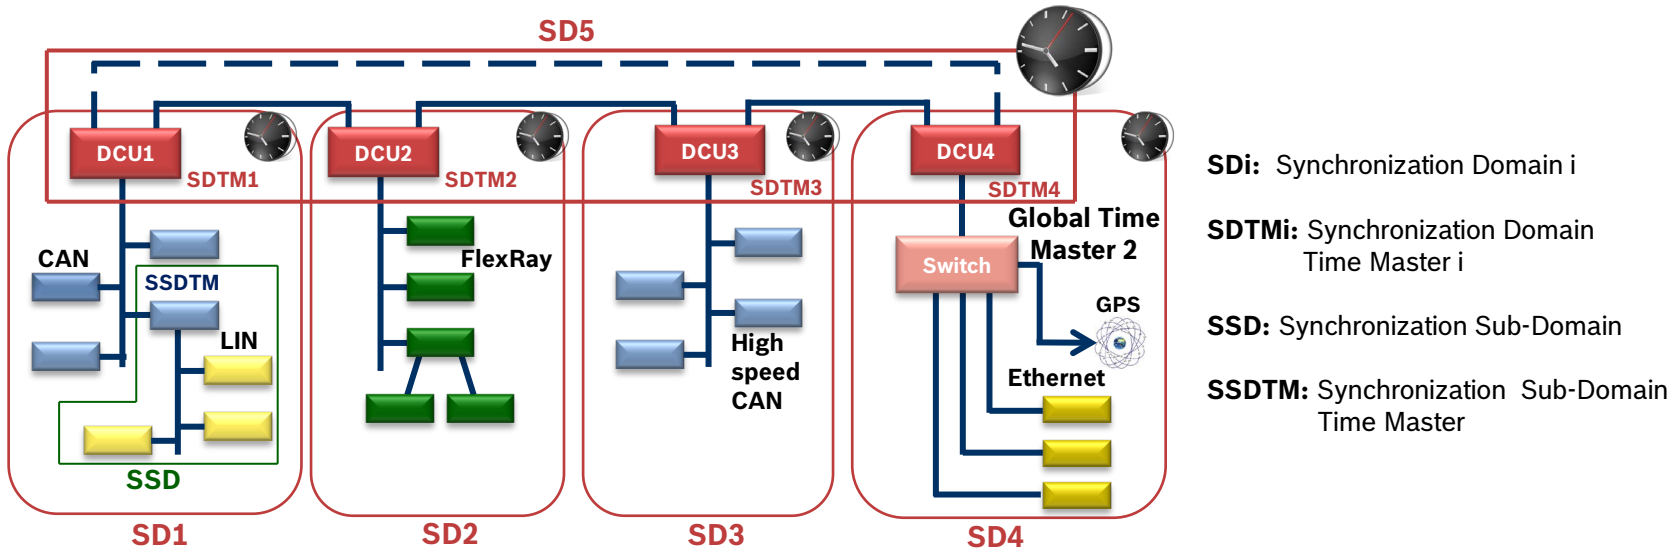 SD5
DCU1
DCU2
DCU3
DCU4
SDTM1
SDTM2
SDTM3
SDTM4
CAN
SSDTM
LIN
SSD
FlexRay
High
speed
CAN
Global Time
Master 2
Switch
GPS
Ethernet
SD1
SD2
SD3
SD4
SDi: Synchronization Domain i
SDTMi: Synchronization Domain
Time Master i
SSD: Synchronization Sub-Domain
SSDTM: Synchronization Sub-Domain
Time Master